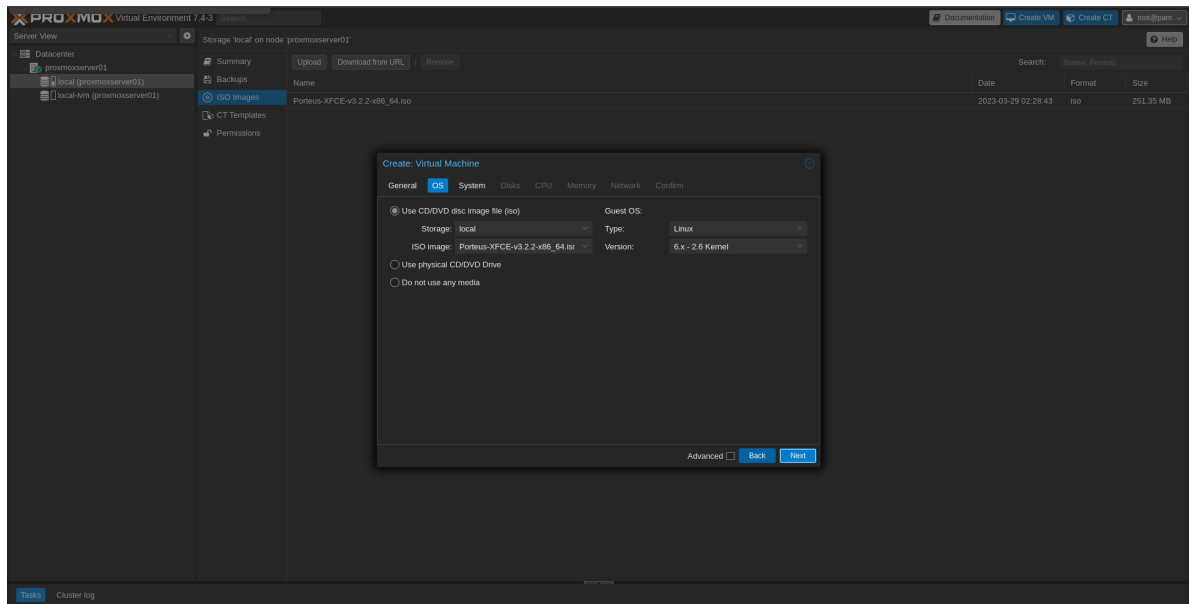 PROXMOX Virtual Environment 7.4-3 Search
Documentation Create VM Create CT root@pam
Server View
Storage 'local' on node 'proxmoxserver01'
Help
Datacenter
proxmoxserver01
local (proxmoxserver01)
local-lvm (proxmoxserver01)
Summary
Backups
ISO Images
CT Templates
Permissions
Upload Download from URL Remove
Search: Name, Format
Name Date Format Size
Porteus-XFCE-v3.2.2-x86_64.iso 2023-03-29 02:28:43 iso 251.35 MB
Create: Virtual Machine
General OS System Disks CPU Memory Network Confirm
Use CD/DVD disc image file (iso) Guest OS:
Storage: local Type: Linux
ISO image: Porteus-XFCE-v3.2.2-x86_64.isc Version: 6.x - 2.6 Kernel
Use physical CD/DVD Drive
Do not use any media
Advanced Back Next
Tasks Cluster log